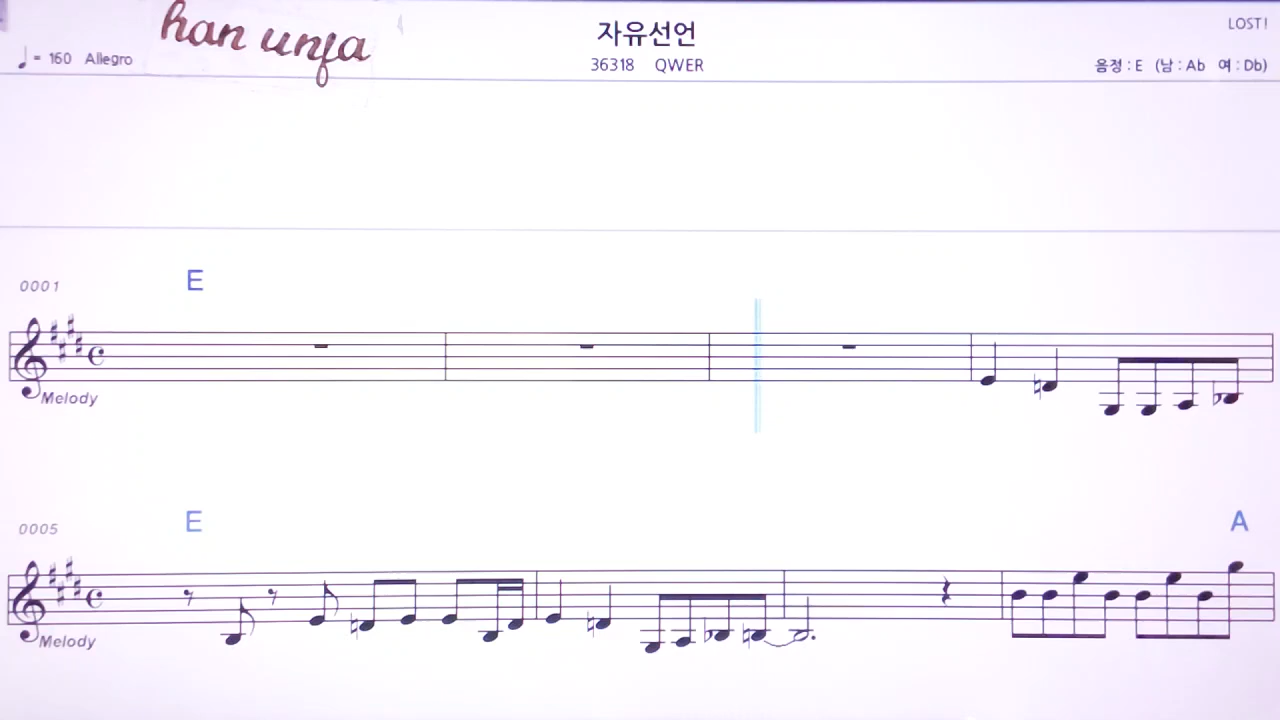 han unja
자유선언
LOST!
♩= 160 Allegro
36318 QWER
음정 : E (남 : Ab 여 : Db)
0001
E
Melody
0005
E
A
Melody